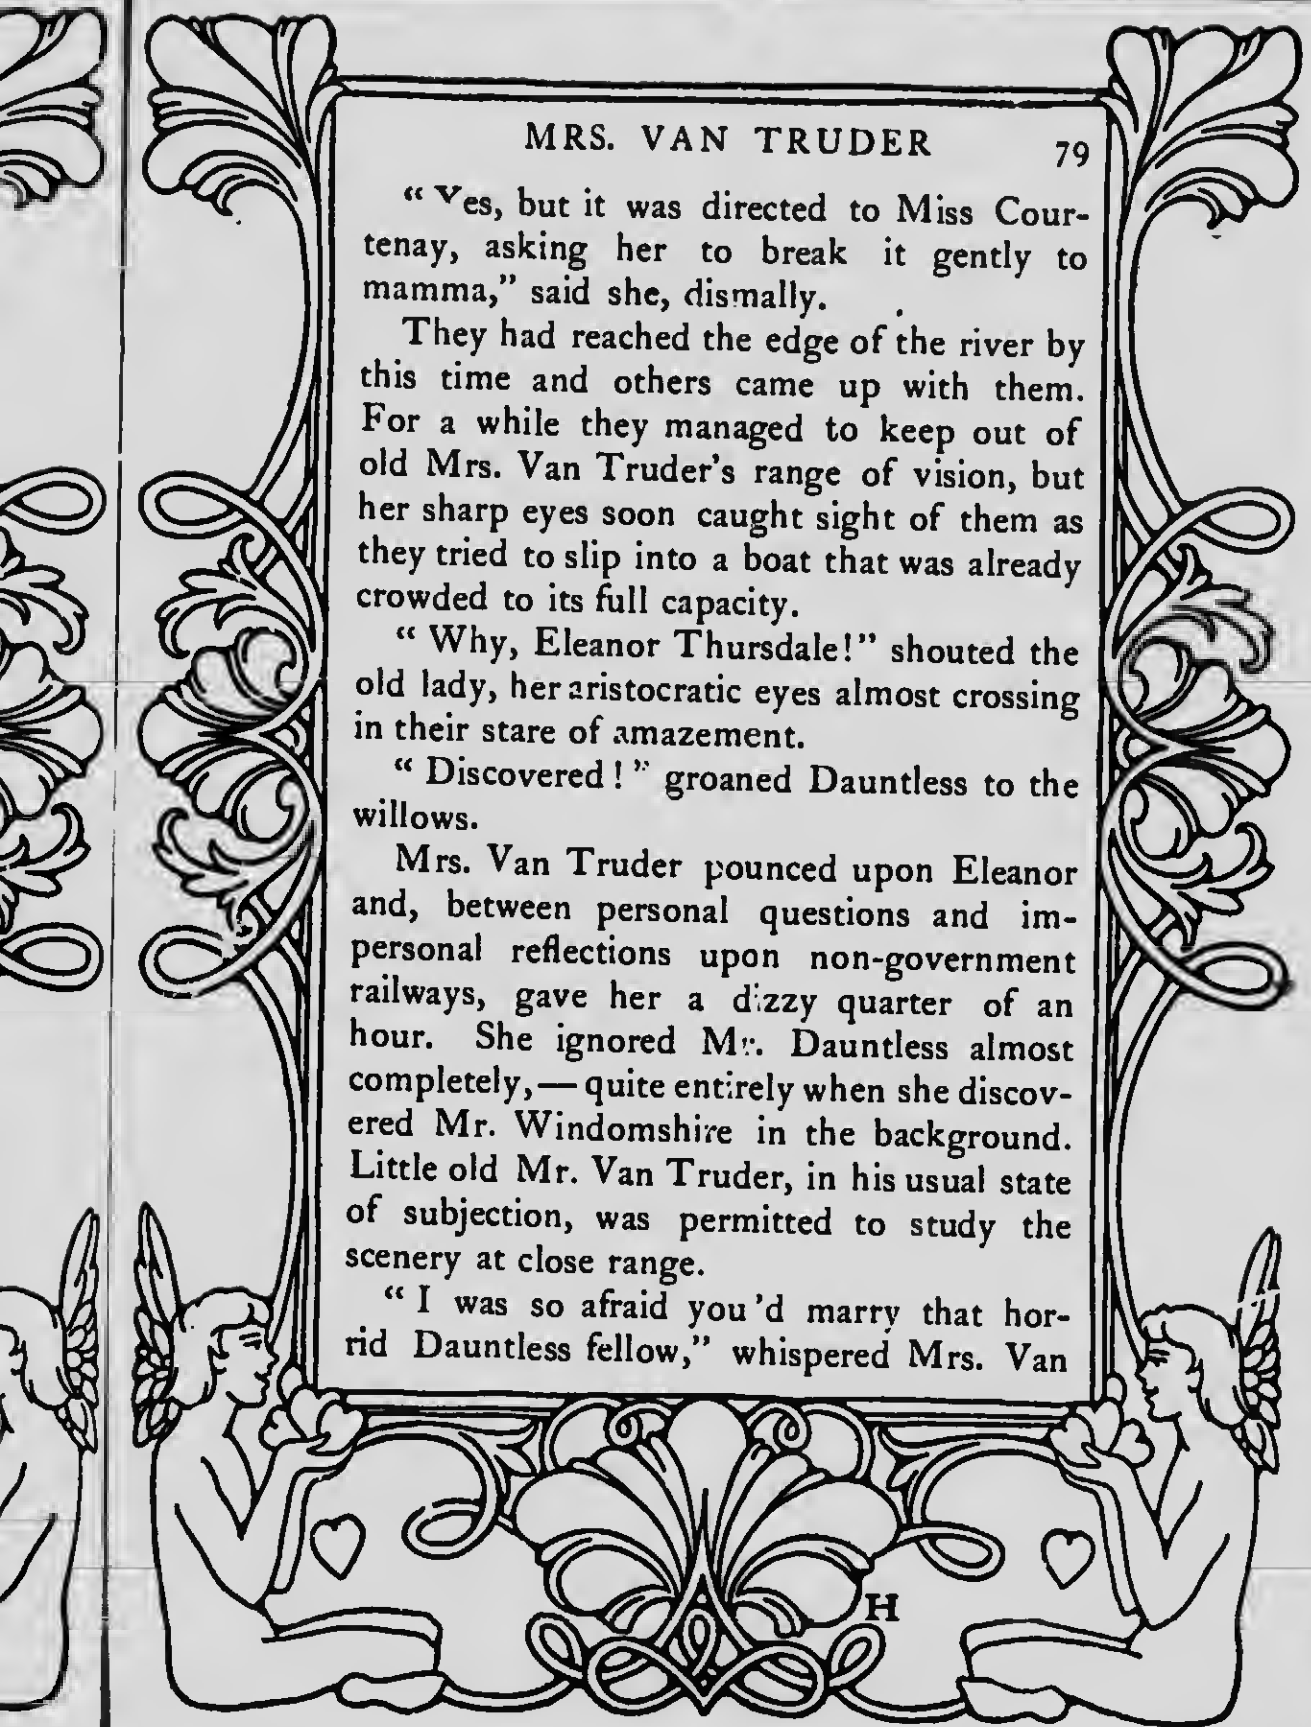 MRS. VAN TRUDER 79
“Yes, but it was directed to Miss Cour-
tenay, asking her to break it gently to
mamma,” said she, dismally.
They had reached the edge of the river by
this time and others came up with them.
For a while they managed to keep out of
old Mrs. Van Truder’s range of vision, but
her sharp eyes soon caught sight of them as
they tried to slip into a boat that was already
crowded to its full capacity.
“Why, Eleanor Thursdale!” shouted the
old lady, her aristocratic eyes almost crossing
in their stare of amazement.
“Discovered!” groaned Dauntless to the
willows.
Mrs. Van Truder pounced upon Eleanor
and, between personal questions and im-
personal reflections upon non-government
railways, gave her a dizzy quarter of an
hour. She ignored Mr. Dauntless almost
completely,—quite entirely when she discov-
ered Mr. Windomshire in the background.
Little old Mr. Van Truder, in his usual state
of subjection, was permitted to study the
scenery at close range.
“I was so afraid you’d marry that hor-
rid Dauntless fellow,” whispered Mrs. Van
H